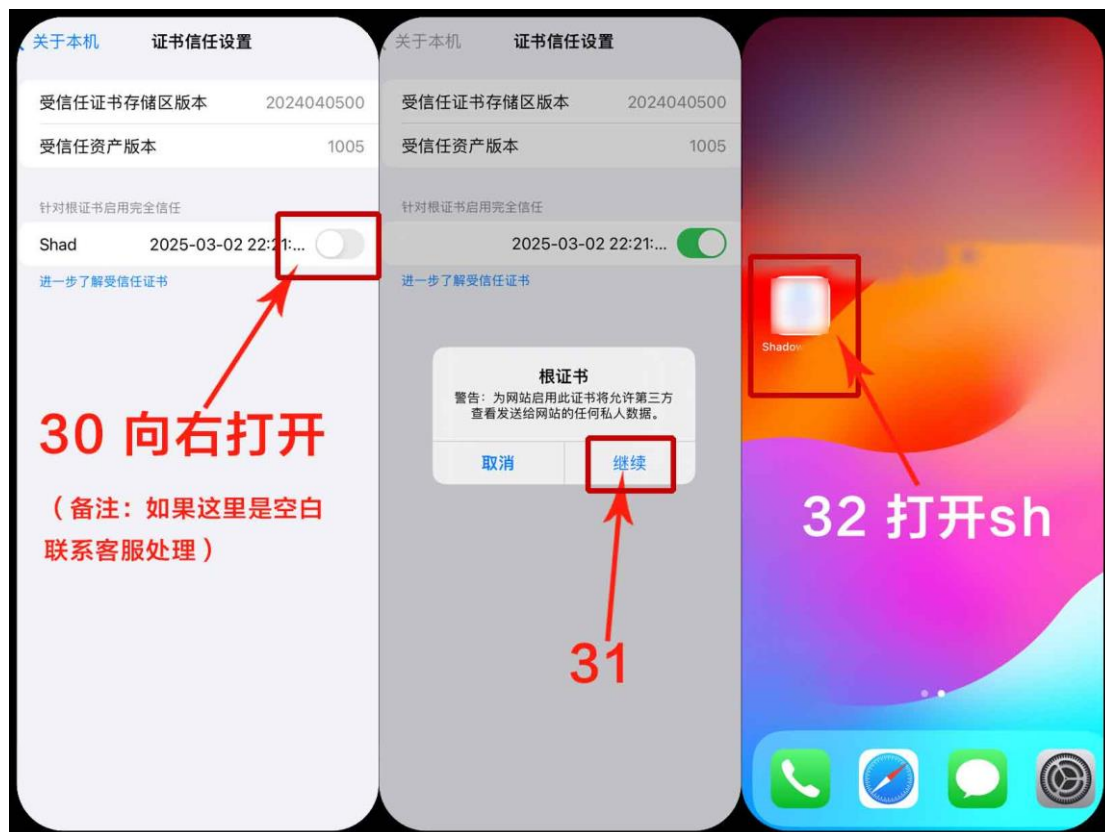 关于本机 证书信任设置
受信任证书存储区版本 2024040500
受信任资产版本 1005
针对根证书启用完全信任
Shad 2025-03-02 22:21:...
进一步了解受信任证书
30 向右打开
（备注：如果这里是空白
联系客服处理）
关于本机 证书信任设置
受信任证书存储区版本 2024040500
受信任资产版本 1005
针对根证书启用完全信任
2025-03-02 22:21:...
进一步了解受信任证书
根证书
警告：为网站启用此证书将允许第三方
查看发送给网站的任何私人数据。
取消 继续
31
Shadow
32 打开sh